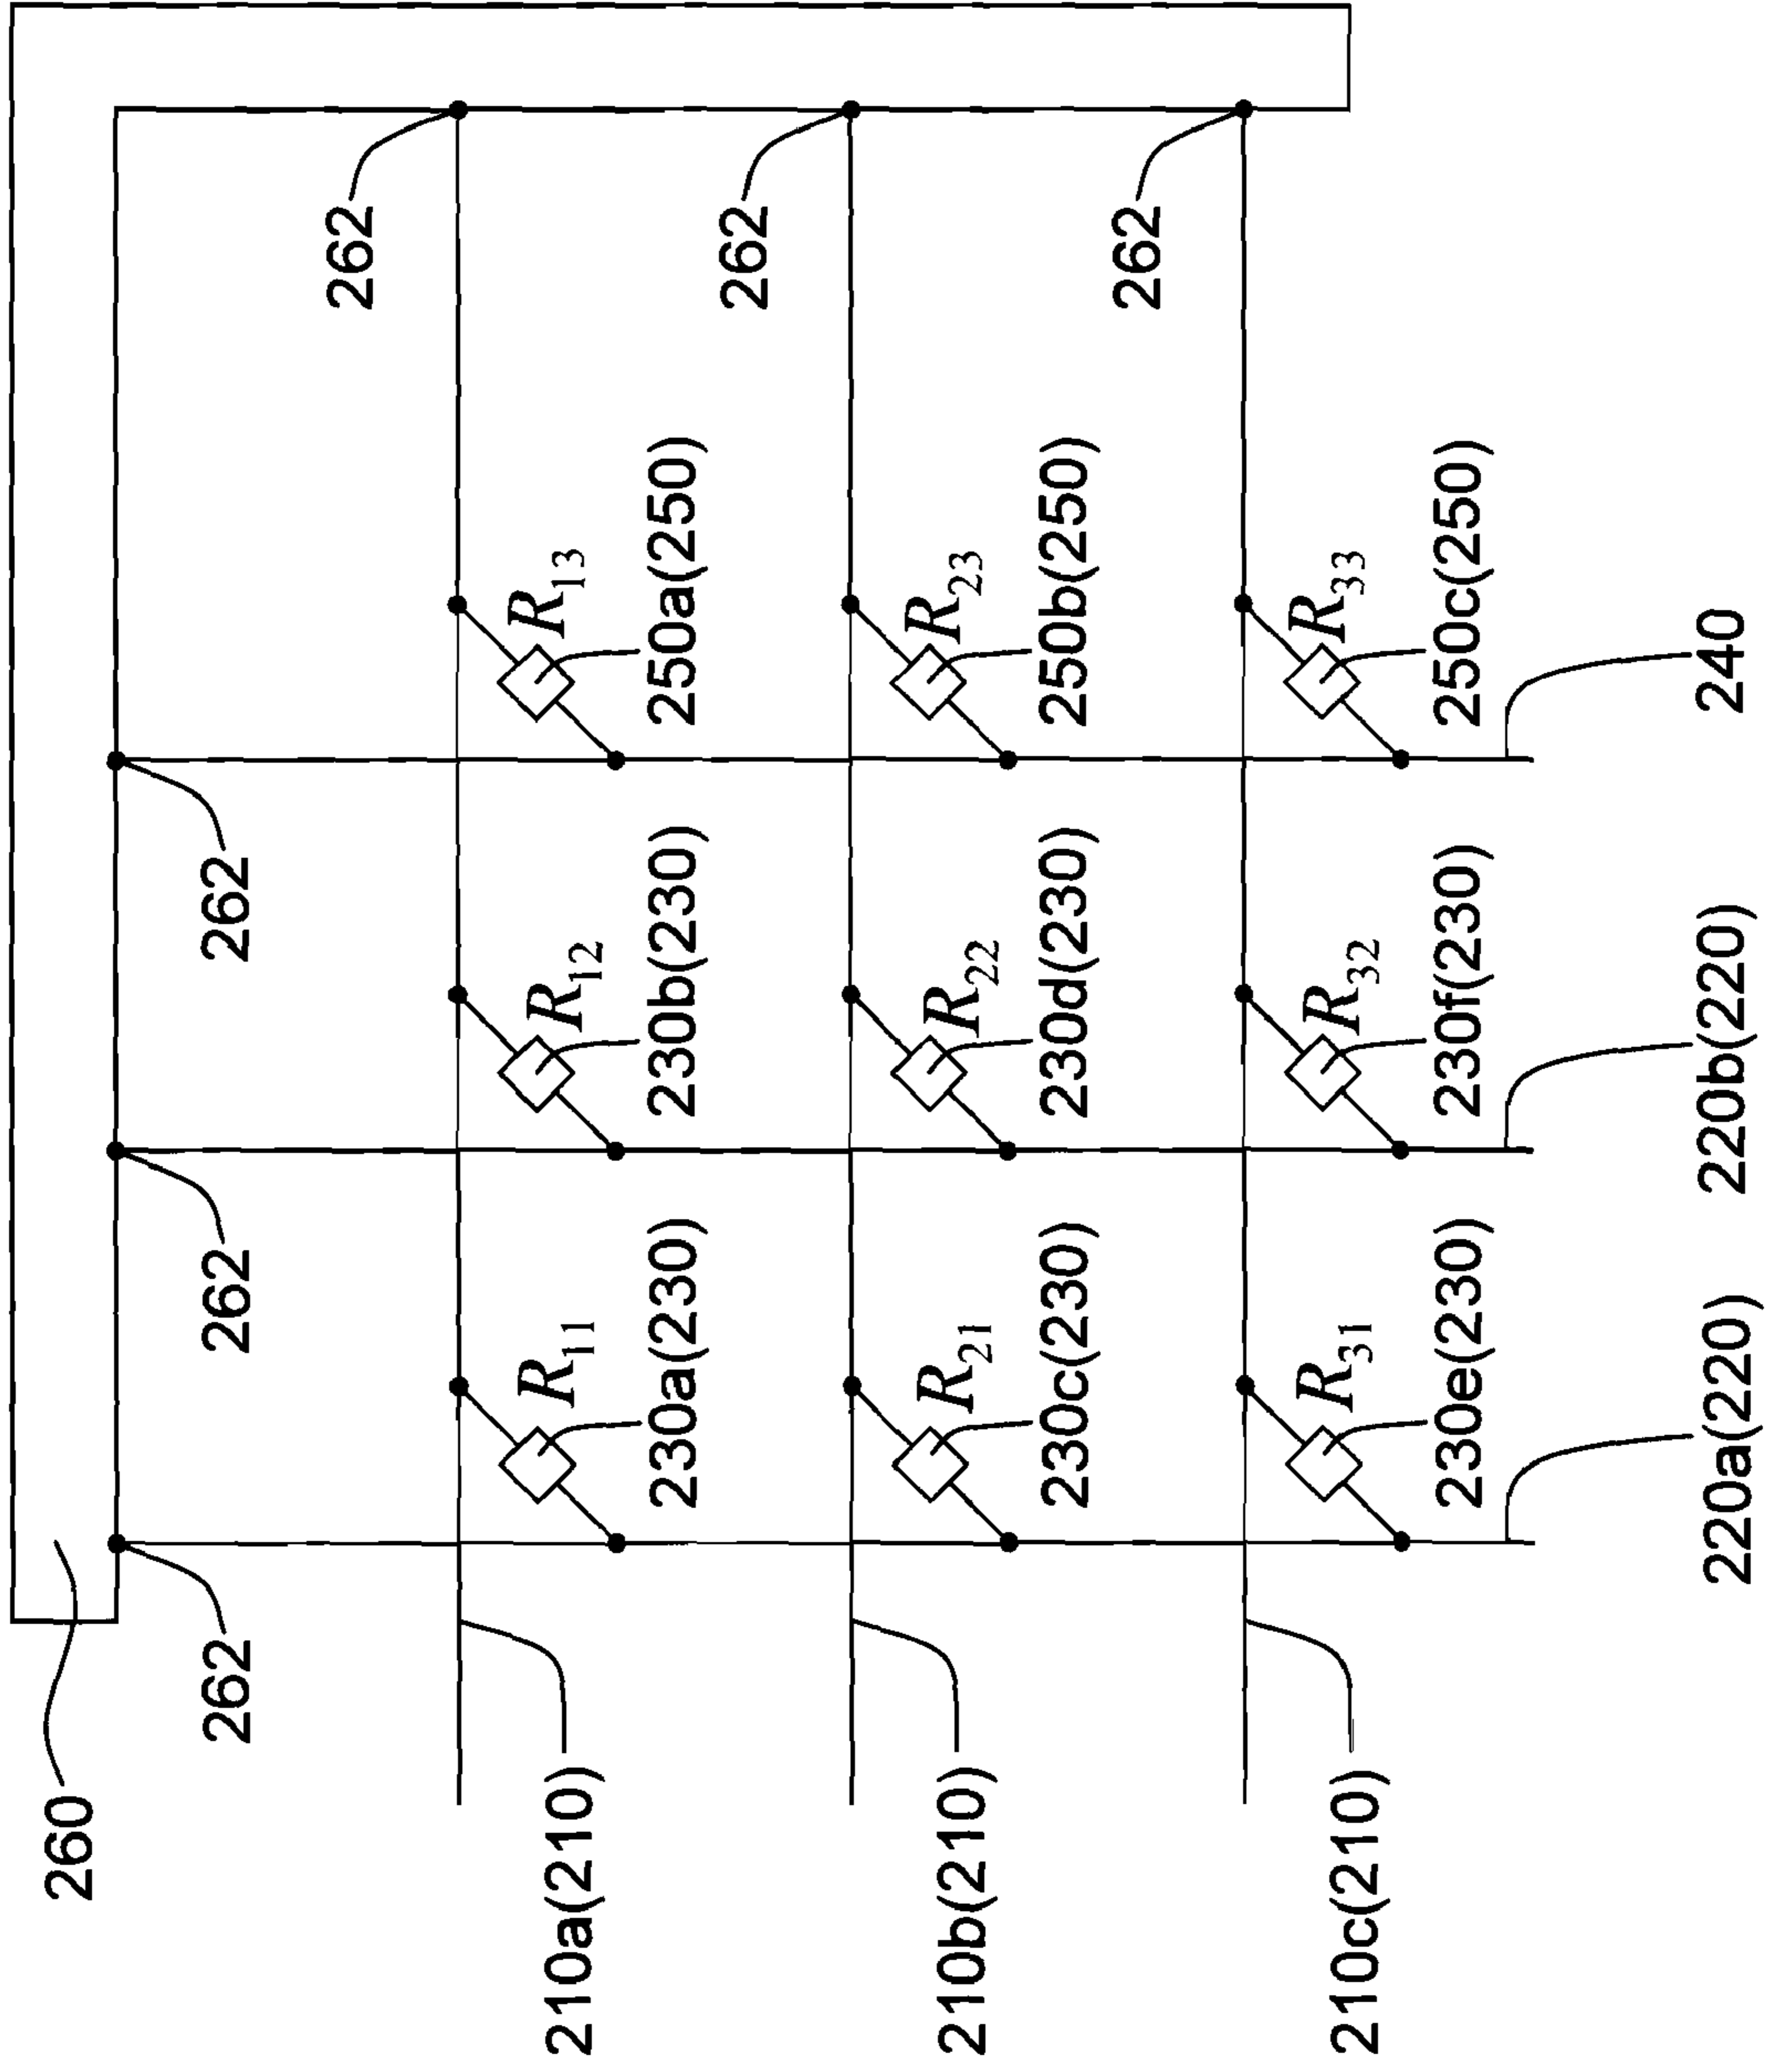 260
262
262
262
262
210a(210)
R11
R12
R13
230a(230)
230b(230)
250a(250)
262
210b(210)
R21
R22
R23
230c(230)
230d(230)
250b(250)
262
210c(210)
R31
R32
R33
230e(230)
230f(230)
250c(250)
220a(220)
220b(220)
240